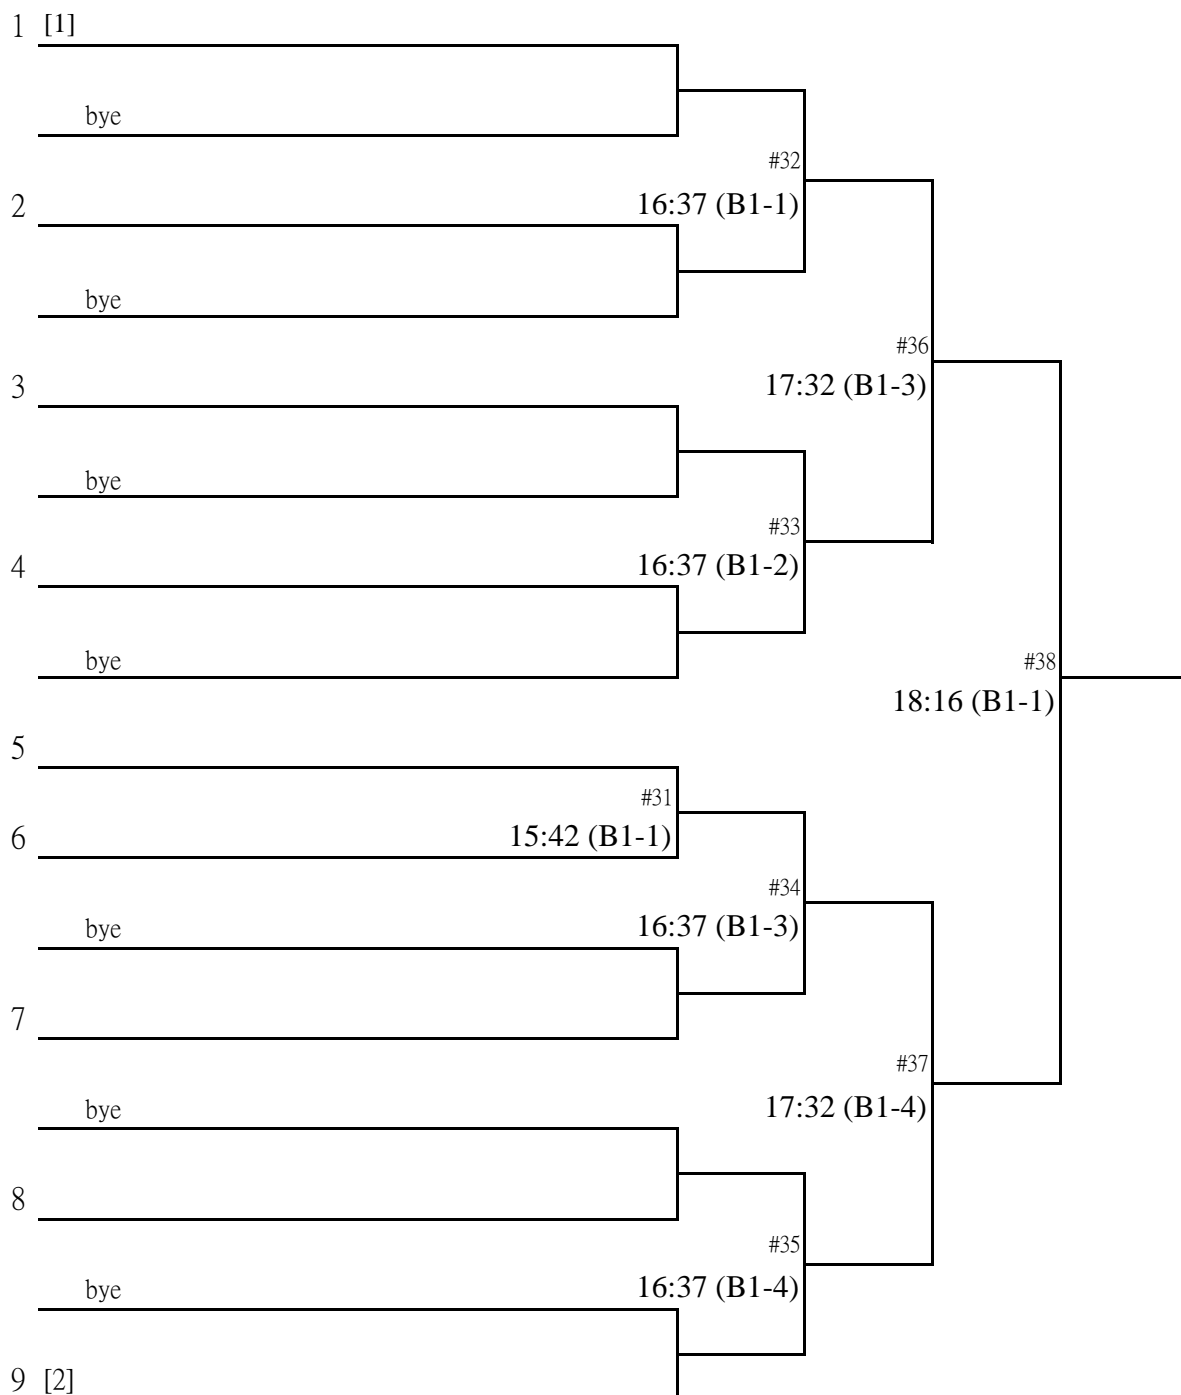 1 [1]
bye
#32
2
16:37 (B1-1)
bye
#36
3
17:32 (B1-3)
bye
#33
4
16:37 (B1-2)
bye
#38
18:16 (B1-1)
5
#31
6
15:42 (B1-1)
#34
bye
16:37 (B1-3)
7
#37
bye
17:32 (B1-4)
8
#35
bye
16:37 (B1-4)
9 [2]